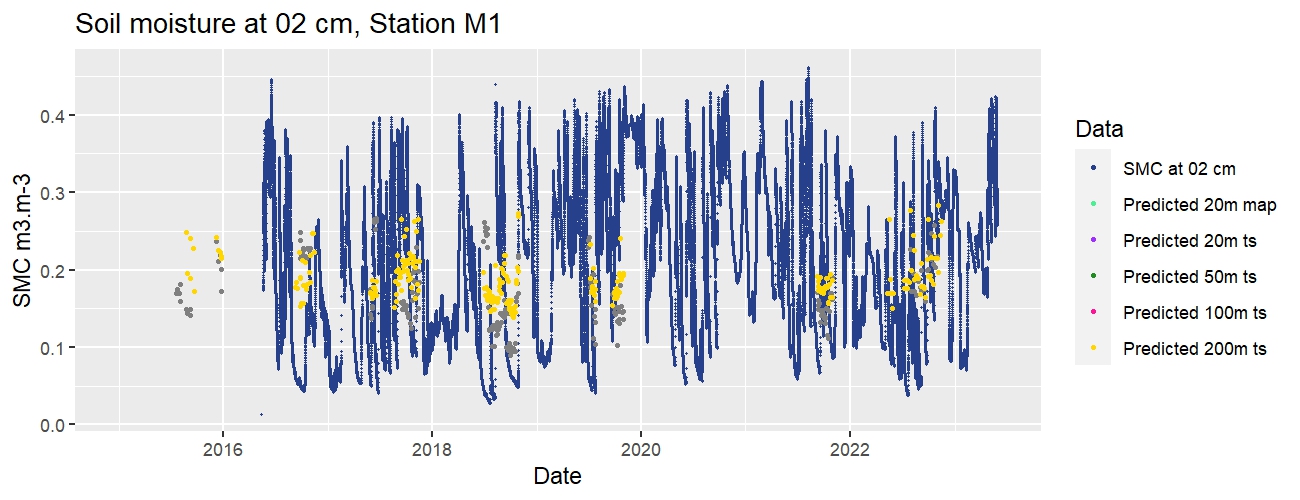 Soil moisture at 02 cm, Station M1
SMC m3.m-3
0.4
0.3
0.2
0.1
0.0
2016
2018
2020
2022
Date
Data
SMC at 02 cm
Predicted 20m map
Predicted 20m ts
Predicted 50m ts
Predicted 100m ts
Predicted 200m ts